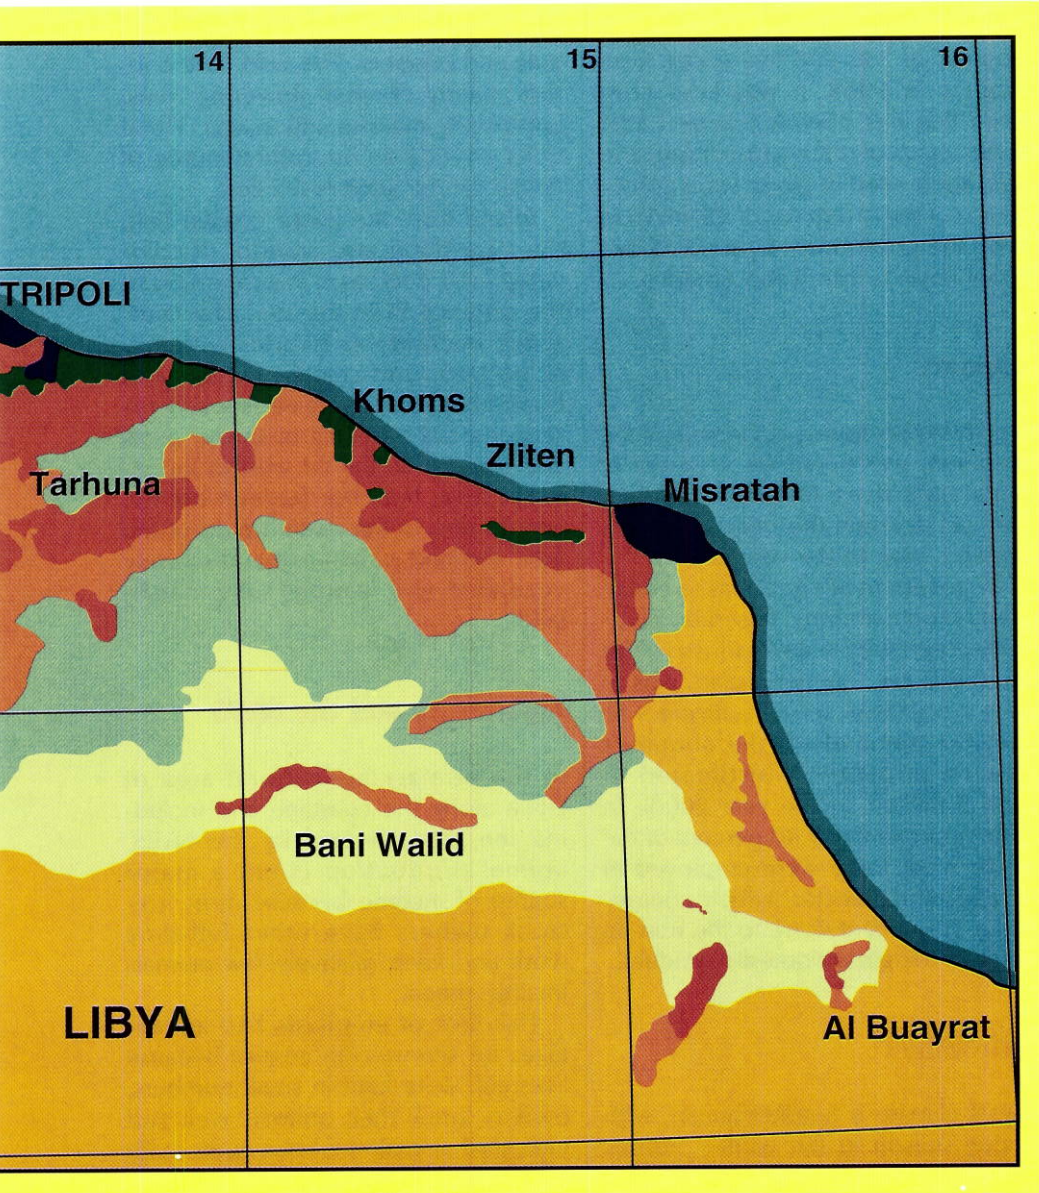 14
15
16
TRIPOLI
Khoms
Zliten
Tarhuna
Misratah
Bani Walid
LIBYA
Al Buayrat